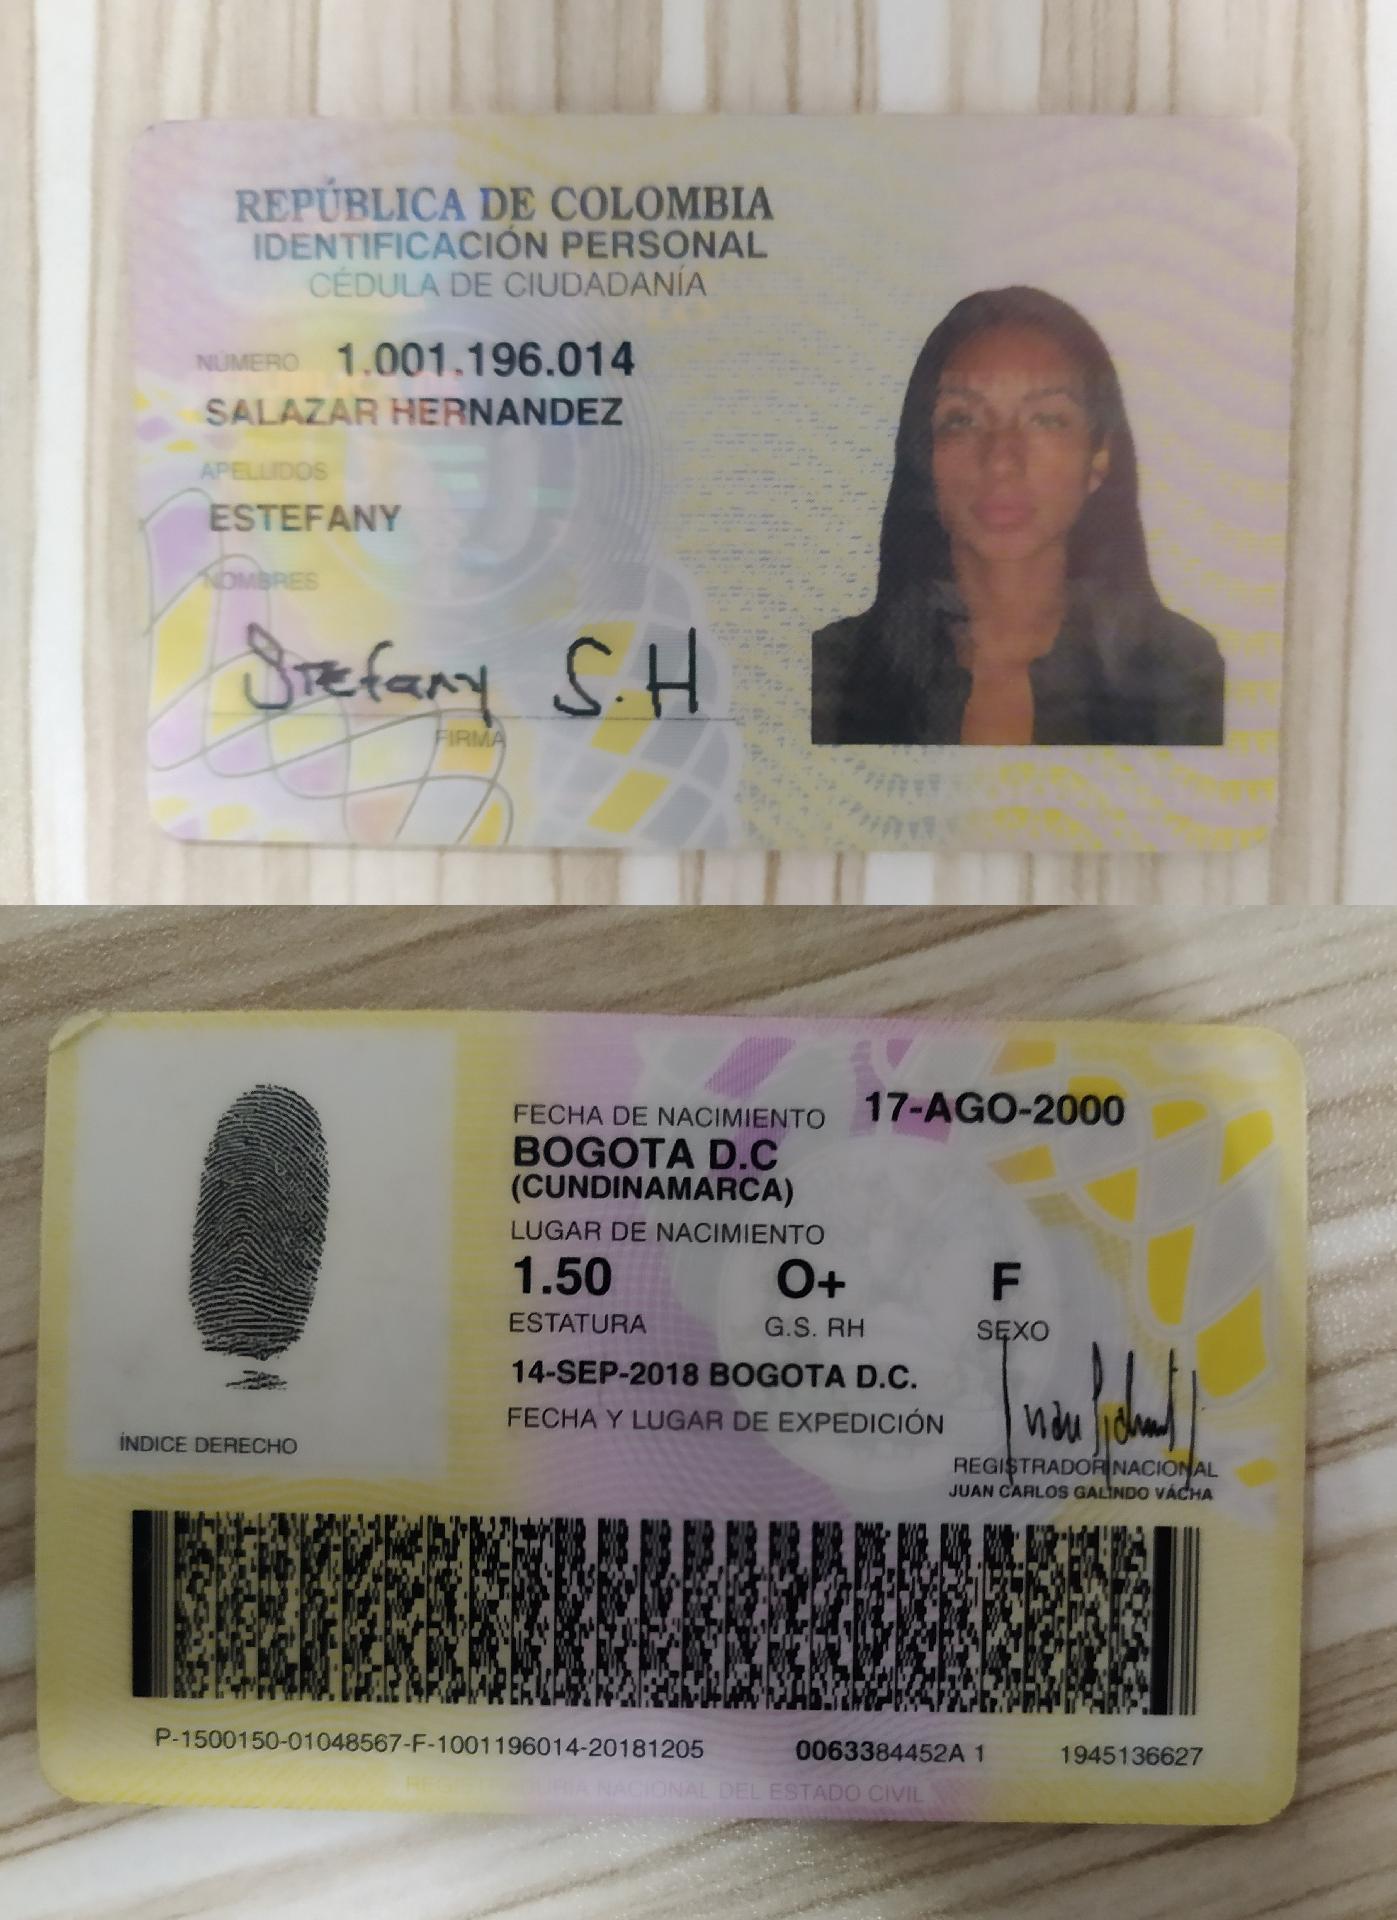 REPÚBLICA DE COLOMBIA
IDENTIFICACIÓN PERSONAL
CÉDULA DE CIUDADANÍA
NÚMERO 1.001.196.014
SALAZAR HERNANDEZ
APELLIDOS
ESTEFANY
NOMBRES
Stefany S.H
FIRMA
FECHA DE NACIMIENTO 17-AGO-2000
BOGOTA D.C
(CUNDINAMARCA)
LUGAR DE NACIMIENTO
1.50 O+ F
ESTATURA G.S. RH SEXO
14-SEP-2018 BOGOTA D.C.
FECHA Y LUGAR DE EXPEDICIÓN
ÍNDICE DERECHO
REGISTRADOR NACIONAL
JUAN CARLOS GALINDO VÁCHA
P-1500150-01048567-F-1001196014-20181205 0063384452A 1 1945136627
REGISTRADURIA NACIONAL DEL ESTADO CIVIL